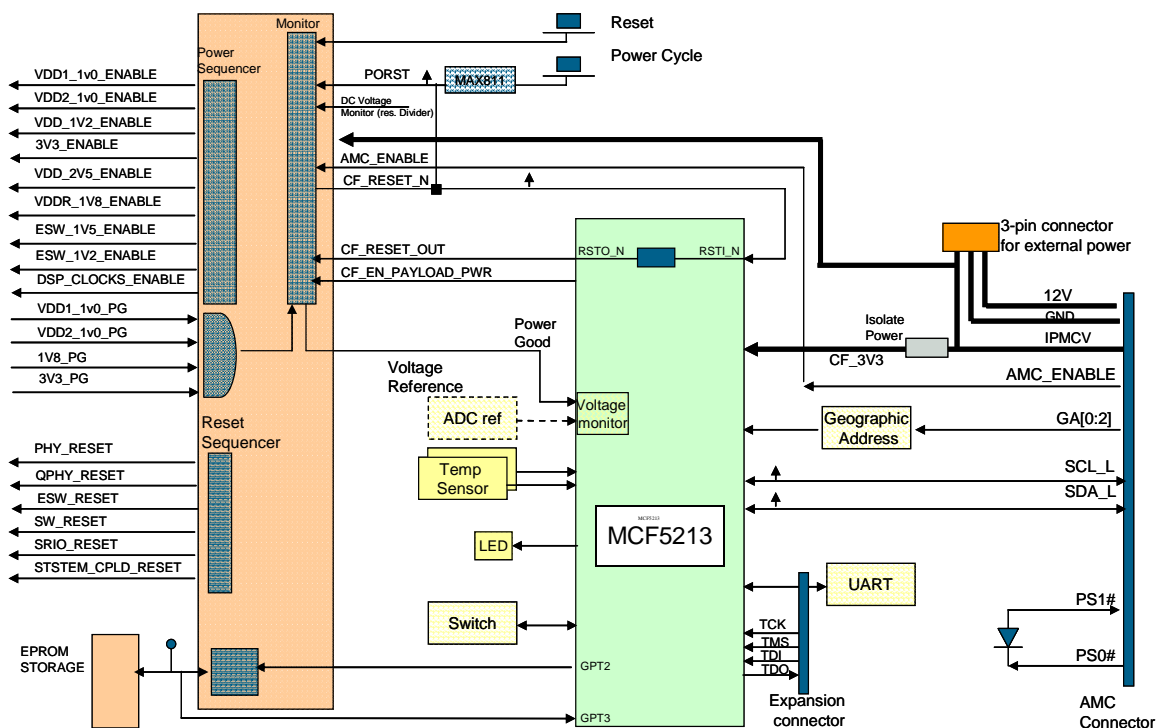 Monitor
Reset
Power
Sequencer
Power Cycle
VDD1_1v0_ENABLE
PORST
MAX811
VDD2_1v0_ENABLE
DC Voltage
Monitor (res. Divider)
VDD_1V2_ENABLE
3V3_ENABLE
AMC_ENABLE
VDD_2V5_ENABLE
CF_RESET_N
VDDR_1V8_ENABLE
ESW_1V5_ENABLE
3-pin connector
for external power
CF_RESET_OUT
RSTO_N
RSTI_N
ESW_1V2_ENABLE
CF_EN_PAYLOAD_PWR
DSP_CLOCKS_ENABLE
12V
VDD1_1v0_PG
GND
VDD2_1v0_PG
Power
Good
Isolate
Power
IPMCV
1V8_PG
CF_3V3
3V3_PG
Voltage
Reference
AMC_ENABLE
Voltage
monitor
ADC ref
Geographic
Address
GA[0:2]
Reset
Sequencer
PHY_RESET
Temp
Sensor
SCL_L
QPHY_RESET
SDA_L
ESW_RESET
MCF5213
MCF5213
SW_RESET
LED
SRIO_RESET
STSTEM_CPLD_RESET
UART
PS1#
Switch
TCK
TMS
TDI
TDO
PS0#
EPROM
STORAGE
GPT2
Expansion
connector
AMC
Connector
GPT3